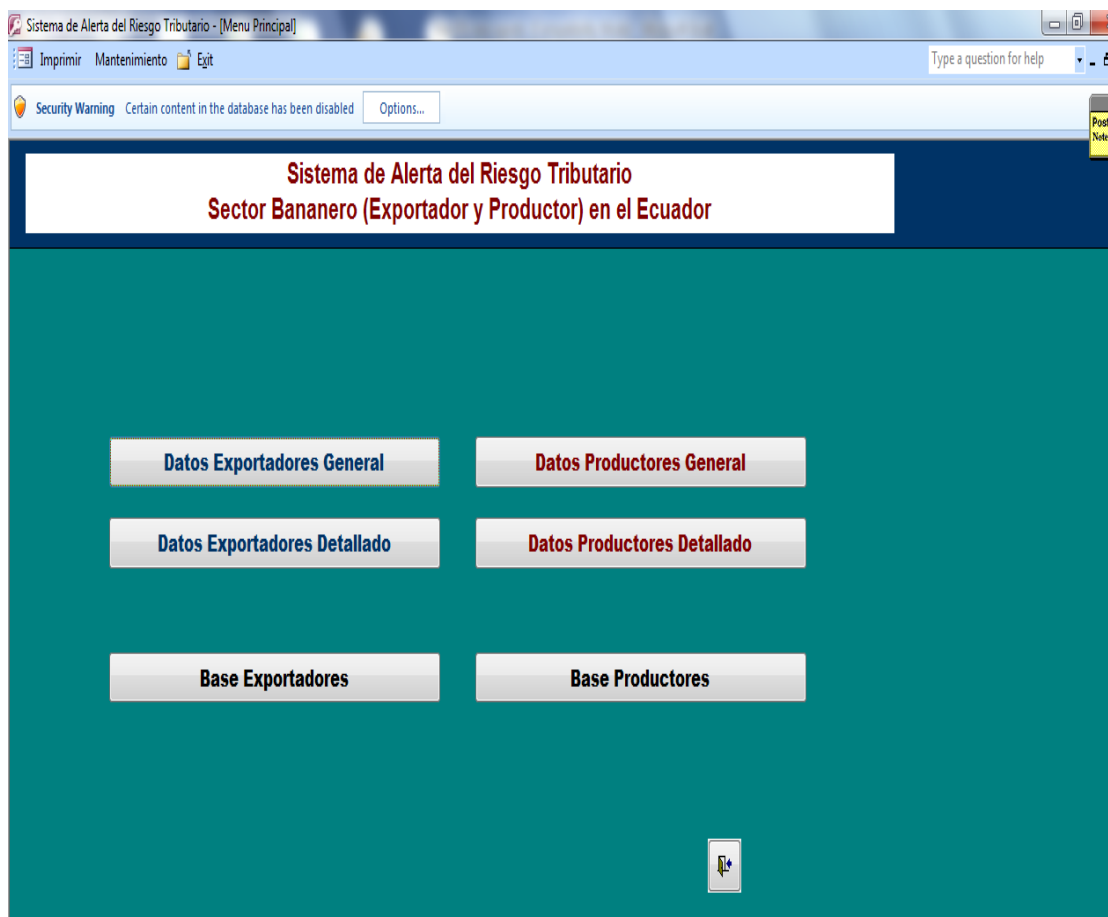 Sistema de Alerta del Riesgo Tributario - [Menu Principal]
Imprimir Mantenimiento Exit Type a question for help
Security Warning Certain content in the database has been disabled Options...
Post
Note
Sistema de Alerta del Riesgo Tributario
Sector Bananero (Exportador y Productor) en el Ecuador
Datos Exportadores General Datos Productores General
Datos Exportadores Detallado Datos Productores Detallado
Base Exportadores Base Productores